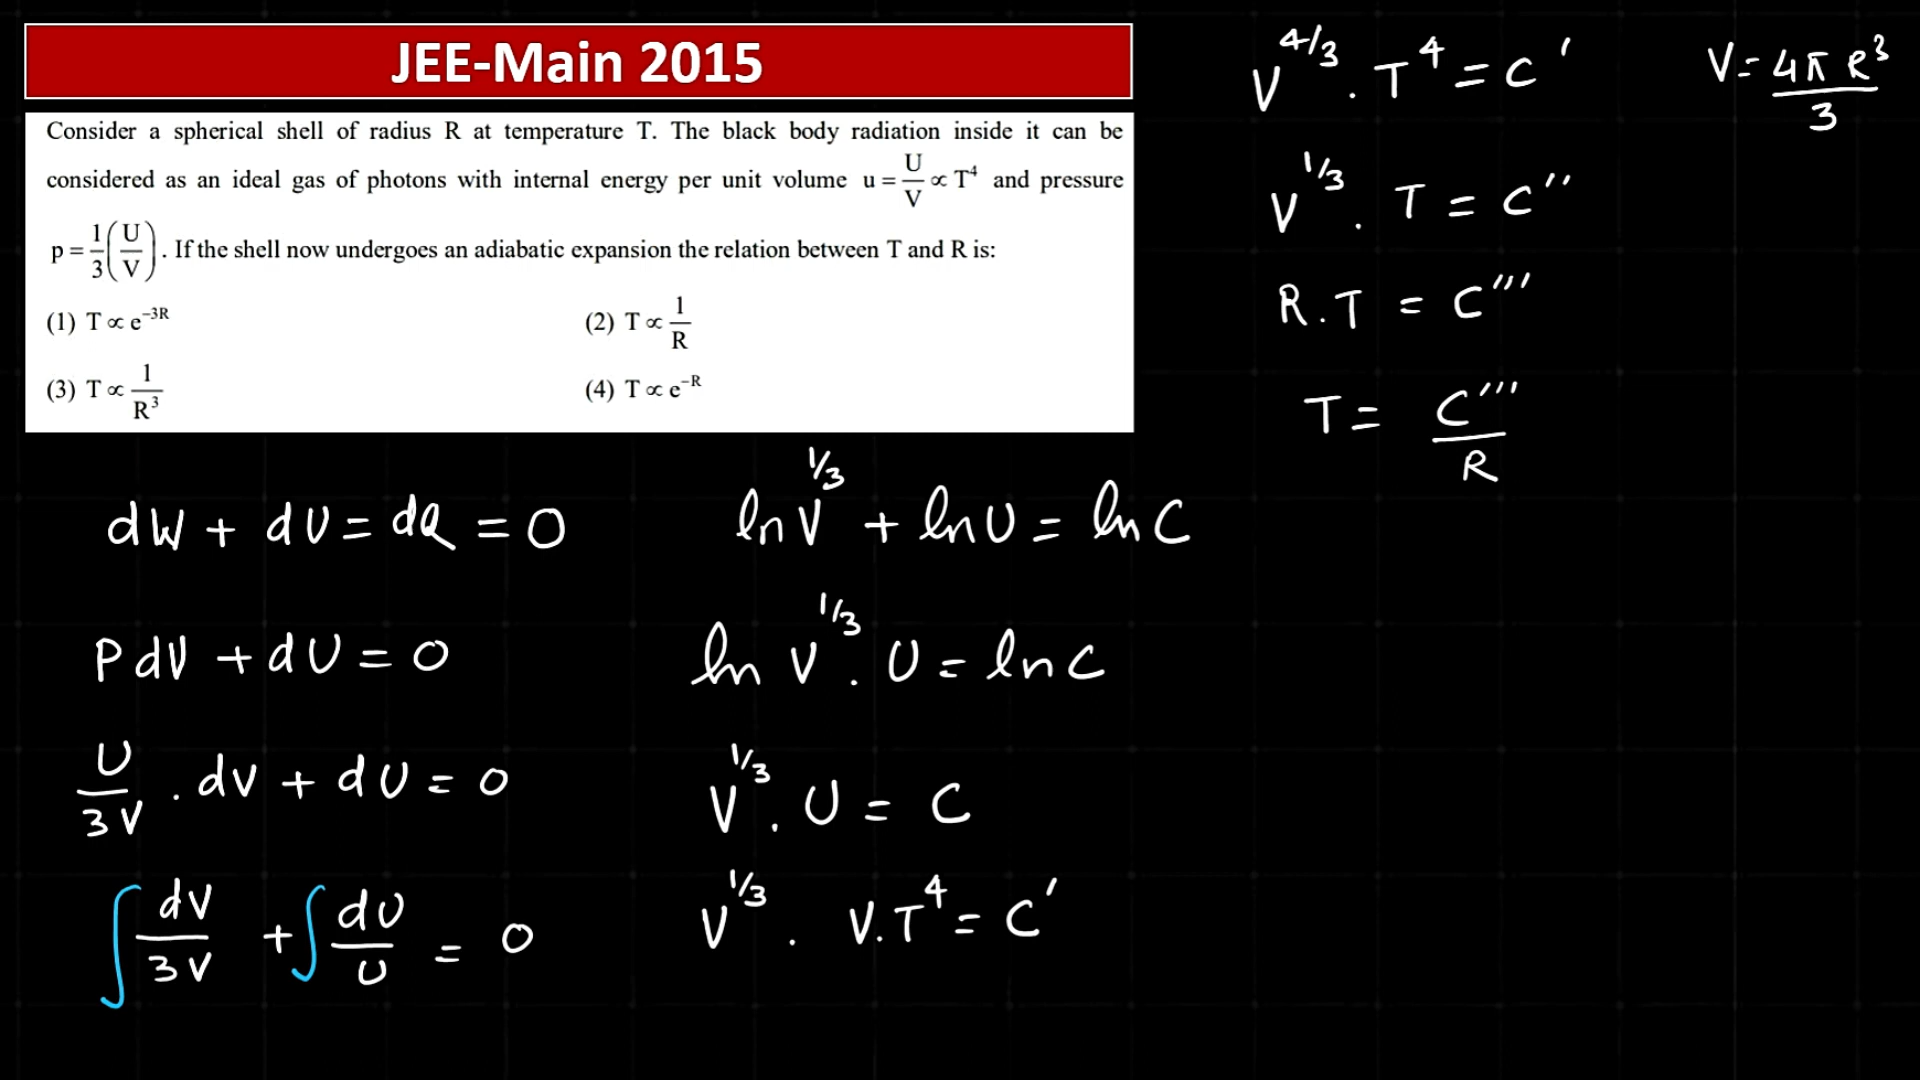 JEE-Main 2015
Consider a spherical shell of radius R at temperature T. The black body radiation inside it can be
considered as an ideal gas of photons with internal energy per unit volume u = U/V ∝ T⁴ and pressure
p = 1/3 (U/V). If the shell now undergoes an adiabatic expansion the relation between T and R is:
(1) T ∝ e⁻³ᴿ (2) T ∝ 1/R
(3) T ∝ 1/R³ (4) T ∝ e⁻ᴿ
dW + dU = dQ = 0
PdV + dU = 0
U/3V . dV + dU = 0
∫ dV/3V + ∫ dU/U = 0
ln V^1/3 + ln U = ln C
ln V^1/3 . U = ln C
V^1/3 . U = C
V^1/3 . V.T⁴ = C'
V^4/3 . T⁴ = C'
V^1/3 . T = C''
R.T = C'''
T = C'''/R
V = 4π R³/3